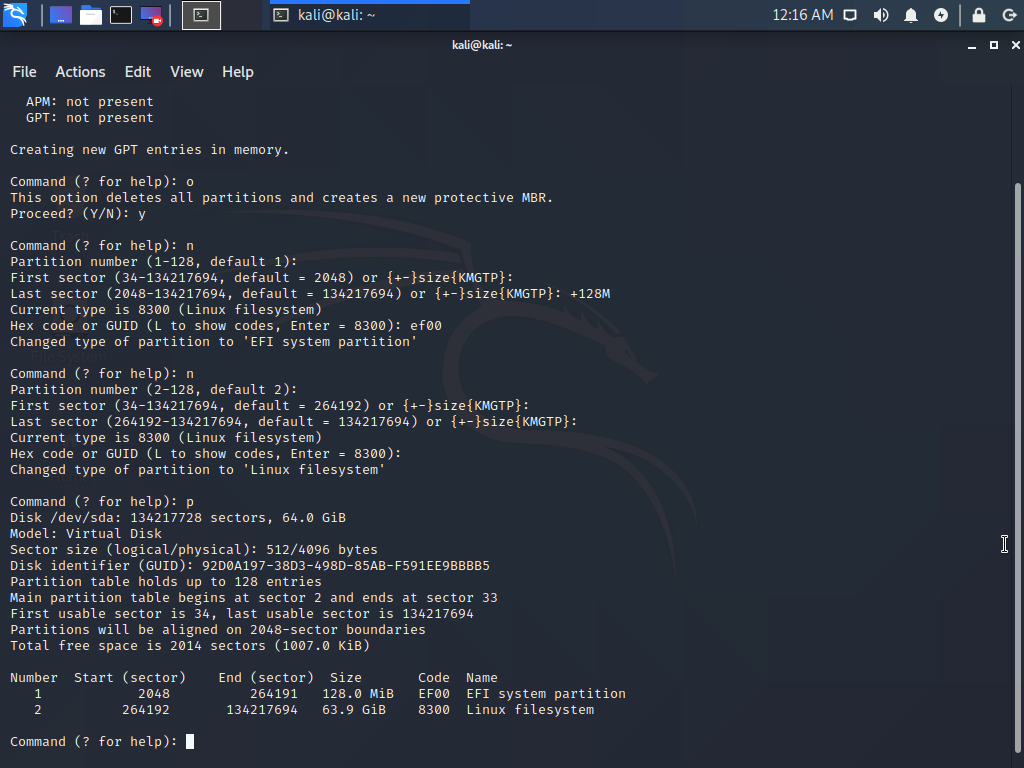 kali@kali: ~
12:16 AM
kali@kali: ~
File Actions Edit View Help
APM: not present
GPT: not present
Creating new GPT entries in memory.
Command (? for help): o
This option deletes all partitions and creates a new protective MBR.
Proceed? (Y/N): y
Command (? for help): n
Partition number (1-128, default 1):
First sector (34-134217694, default = 2048) or {+-}size{KMGTP}:
Last sector (2048-134217694, default = 134217694) or {+-}size{KMGTP}: +128M
Current type is 8300 (Linux filesystem)
Hex code or GUID (L to show codes, Enter = 8300): ef00
Changed type of partition to 'EFI system partition'
Command (? for help): n
Partition number (2-128, default 2):
First sector (34-134217694, default = 264192) or {+-}size{KMGTP}:
Last sector (264192-134217694, default = 134217694) or {+-}size{KMGTP}:
Current type is 8300 (Linux filesystem)
Hex code or GUID (L to show codes, Enter = 8300):
Changed type of partition to 'Linux filesystem'
Command (? for help): p
Disk /dev/sda: 134217728 sectors, 64.0 GiB
Model: Virtual Disk
Sector size (logical/physical): 512/4096 bytes
Disk identifier (GUID): 92D0A197-38D3-498D-85AB-F591EE9BBBB5
Partition table holds up to 128 entries
Main partition table begins at sector 2 and ends at sector 33
First usable sector is 34, last usable sector is 134217694
Partitions will be aligned on 2048-sector boundaries
Total free space is 2014 sectors (1007.0 KiB)
Number Start (sector) End (sector) Size Code Name
1 2048 264191 128.0 MiB EF00 EFI system partition
2 264192 134217694 63.9 GiB 8300 Linux filesystem
Command (? for help):